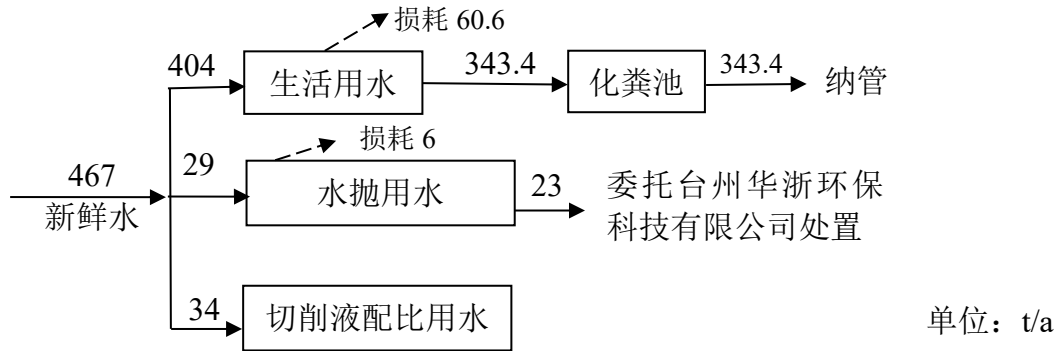 损耗 60.6
404
生活用水
343.4
化粪池
343.4
纳管
467
新鲜水
29
损耗 6
水抛用水
23
委托台州华浙环保
科技有限公司处置
34
切削液配比用水
单位：t/a